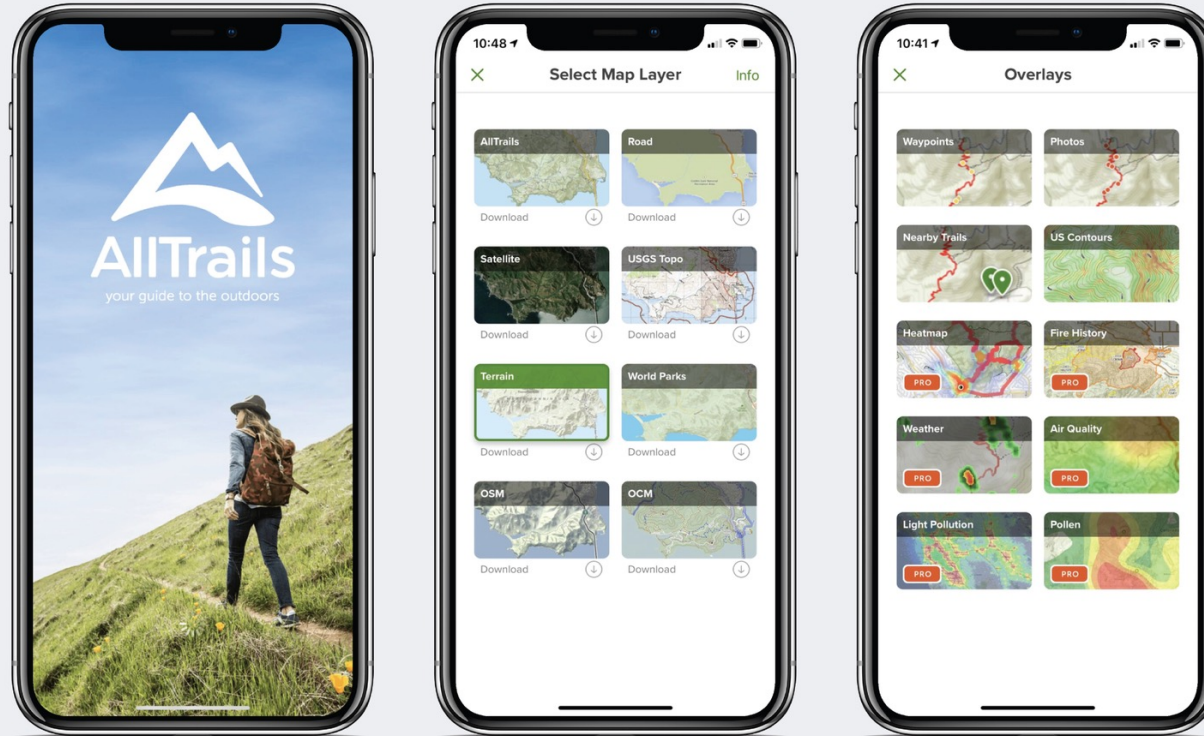 AllTrails
your guide to the outdoors
10:48
Select Map Layer
Info
AllTrails
Road
Download
Download
Satellite
USGS Topo
Download
Download
Terrain
World Parks
Download
Download
OSM
OCM
Download
Download
10:41
Overlays
Waypoints
Photos
Nearby Trails
US Contours
Heatmap
Fire History
PRO
PRO
Weather
Air Quality
PRO
PRO
Light Pollution
Pollen
PRO
PRO